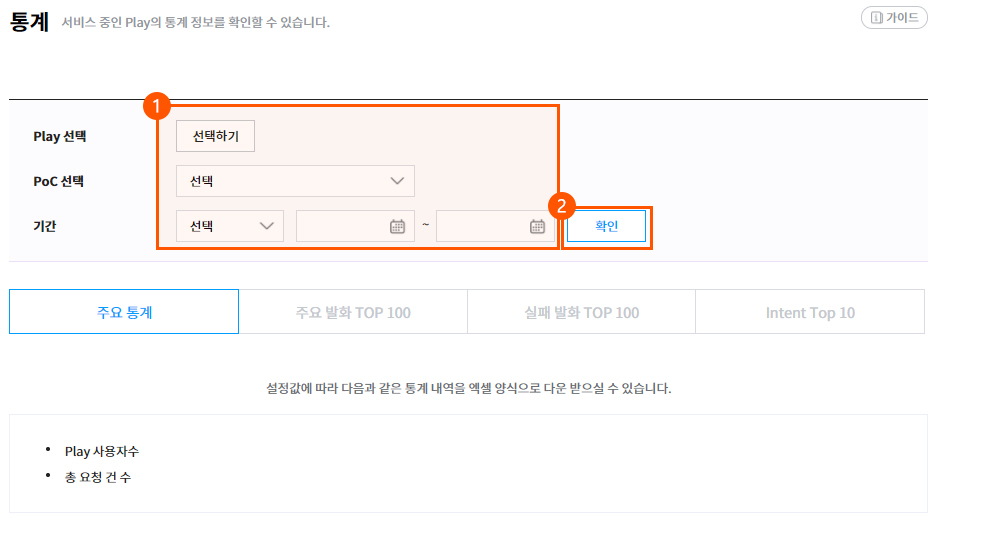 통계 서비스 중인 Play의 통계 정보를 확인할 수 있습니다. 가이드
1
Play 선택 선택하기
PoC 선택 선택
2
기간 선택 ~ 확인
주요 통계 주요 발화 TOP 100 실패 발화 TOP 100 Intent Top 10
설정값에 따라 다음과 같은 통계 내역을 엑셀 양식으로 다운 받으실 수 있습니다.
• Play 사용자수
• 총 요청 건 수